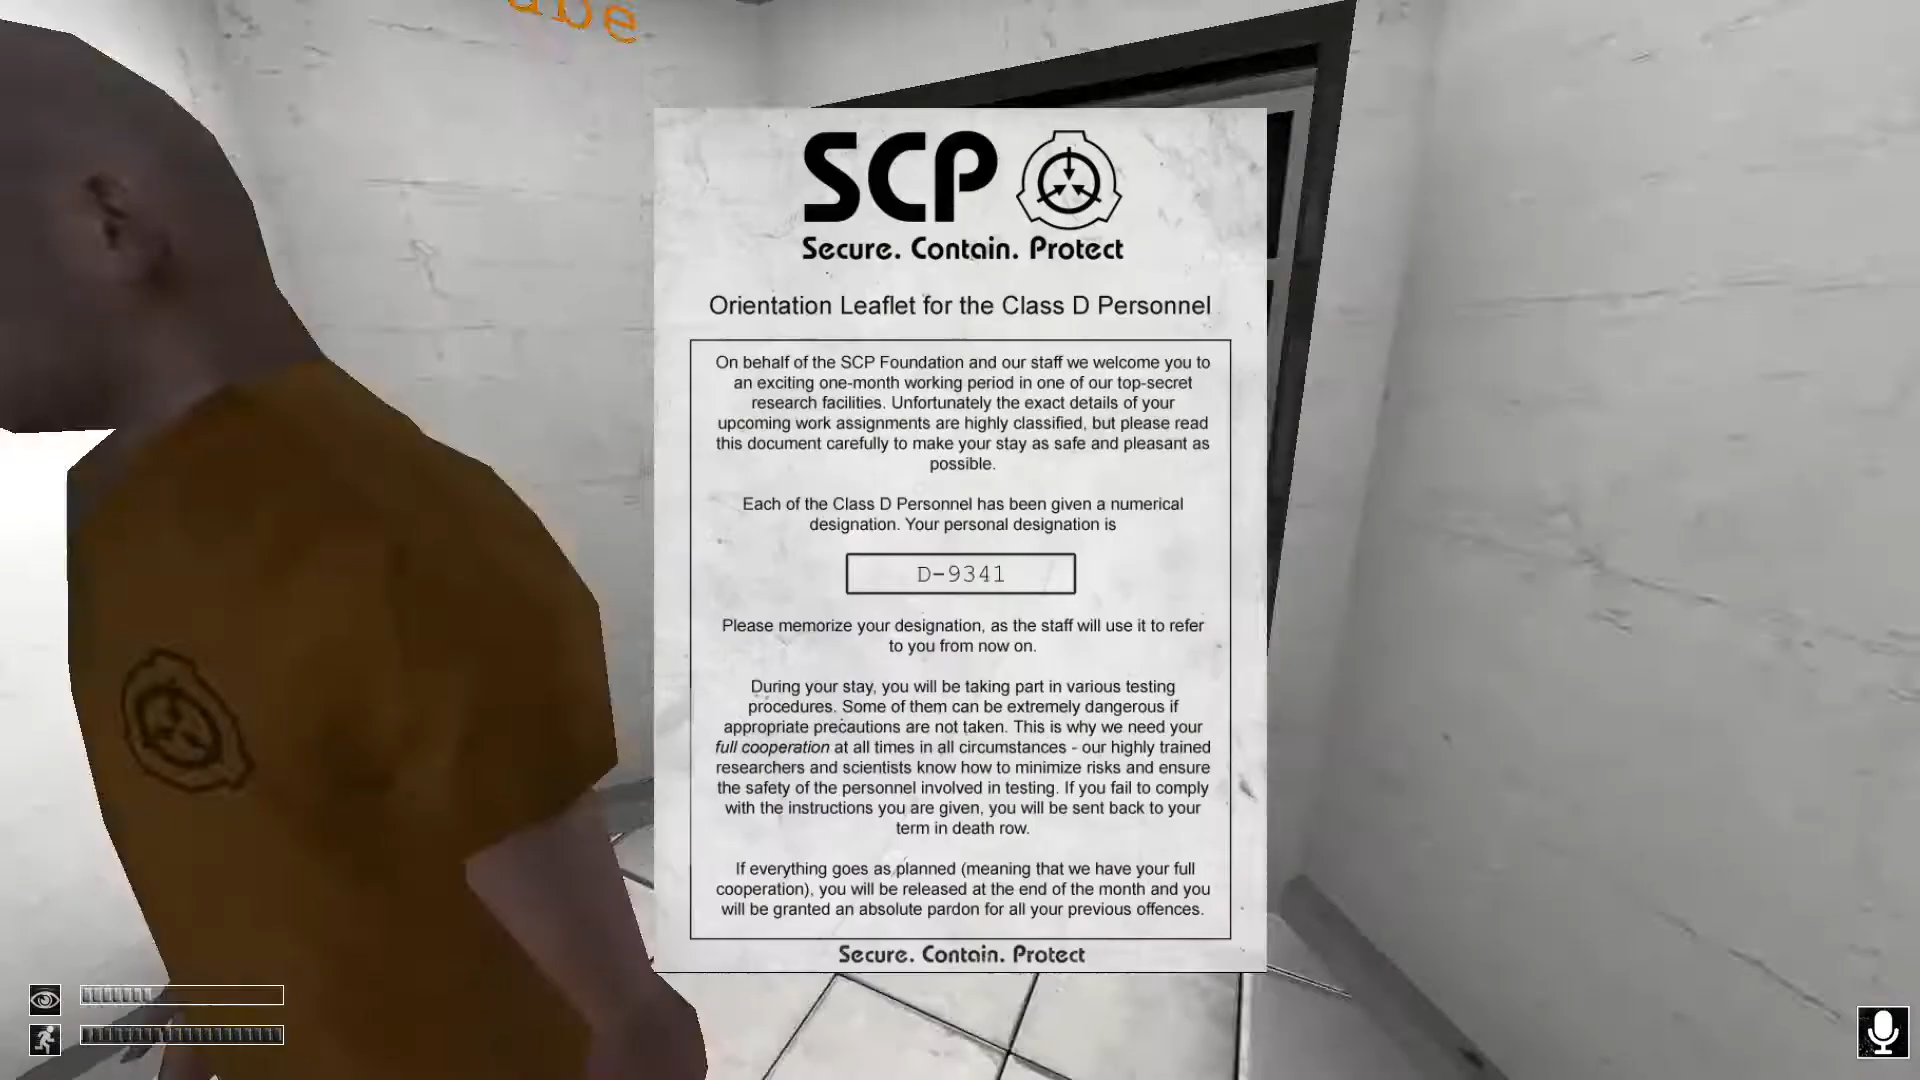 abe
SCP
Secure. Contain. Protect
Orientation Leaflet for the Class D Personnel
On behalf of the SCP Foundation and our staff we welcome you to
an exciting one-month working period in one of our top-secret
research facilities. Unfortunately the exact details of your
upcoming work assignments are highly classified, but please read
this document carefully to make your stay as safe and pleasant as
possible.
Each of the Class D Personnel has been given a numerical
designation. Your personal designation is
D-9341
Please memorize your designation, as the staff will use it to refer
to you from now on.
During your stay, you will be taking part in various testing
procedures. Some of them can be extremely dangerous if
appropriate precautions are not taken. This is why we need your
full cooperation at all times in all circumstances - our highly trained
researchers and scientists know how to minimize risks and ensure
the safety of the personnel involved in testing. If you fail to comply
with the instructions you are given, you will be sent back to your
term in death row.
If everything goes as planned (meaning that we have your full
cooperation), you will be released at the end of the month and you
will be granted an absolute pardon for all your previous offences.
Secure. Contain. Protect